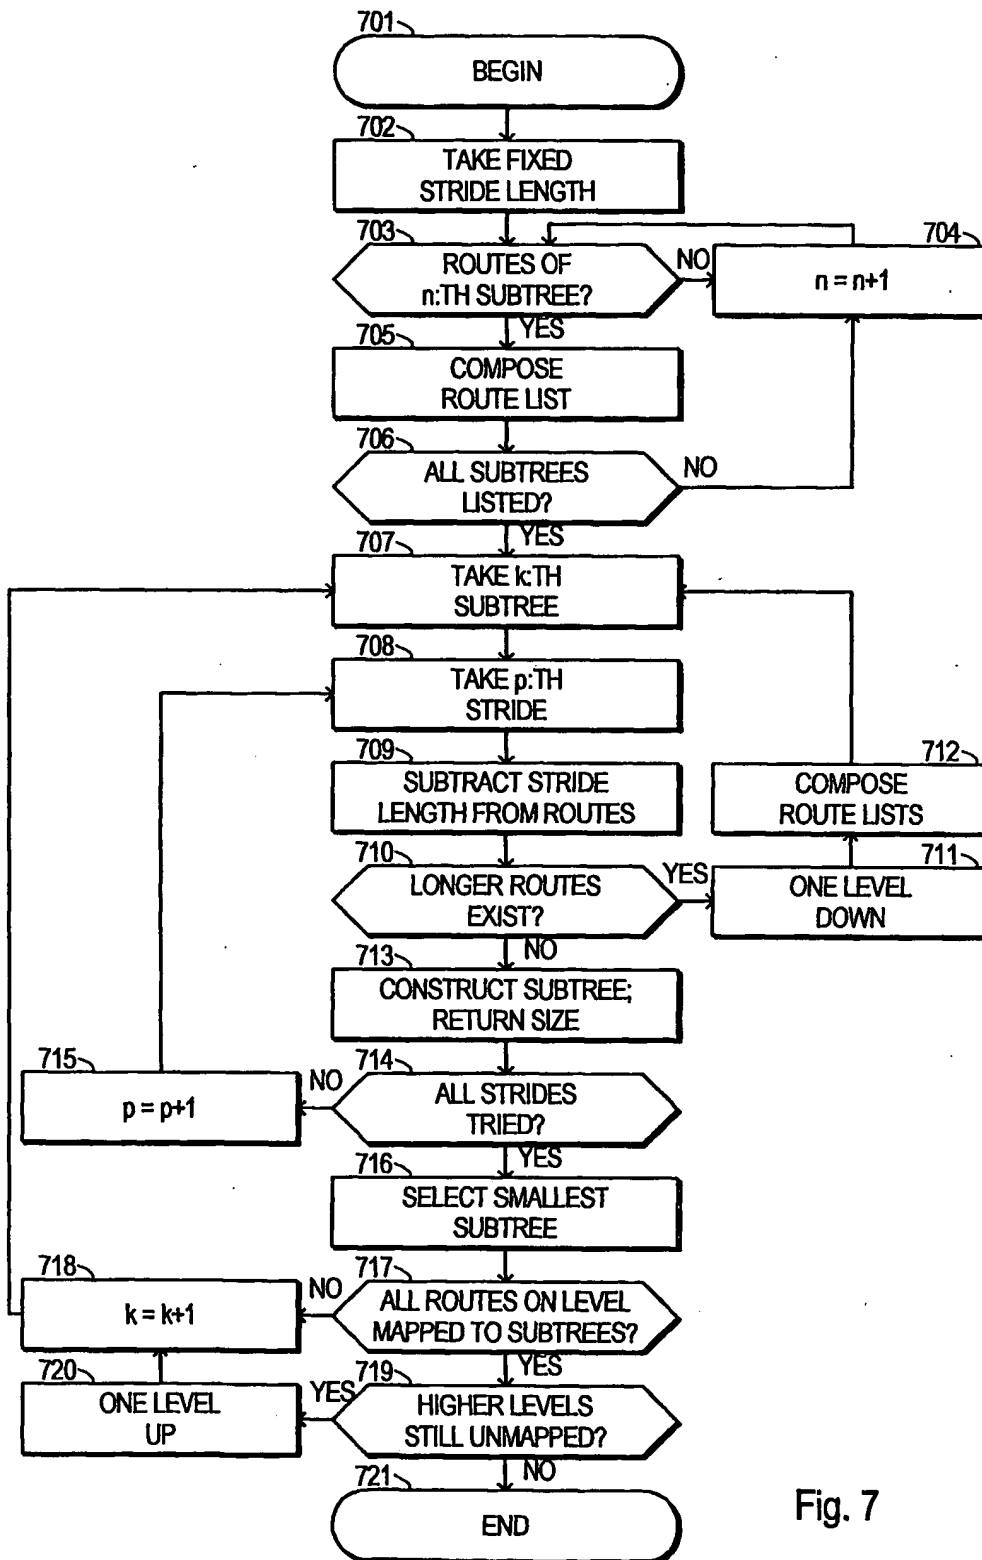 701
BEGIN
702
TAKE FIXED
STRIDE LENGTH
703
ROUTES OF
n:TH SUBTREE?
NO
704
n = n+1
YES
705
COMPOSE
ROUTE LIST
706
ALL SUBTREES
LISTED?
NO
YES
707
TAKE k:TH
SUBTREE
708
TAKE p:TH
STRIDE
709
SUBTRACT STRIDE
LENGTH FROM ROUTES
712
COMPOSE
ROUTE LISTS
710
LONGER ROUTES
EXIST?
YES
711
ONE LEVEL
DOWN
NO
713
CONSTRUCT SUBTREE;
RETURN SIZE
714
ALL STRIDES
TRIED?
NO
715
p = p+1
YES
716
SELECT SMALLEST
SUBTREE
717
ALL ROUTES ON LEVEL
MAPPED TO SUBTREES?
NO
718
k = k+1
YES
719
HIGHER LEVELS
STILL UNMAPPED?
YES
720
ONE LEVEL
UP
NO
721
END
Fig. 7